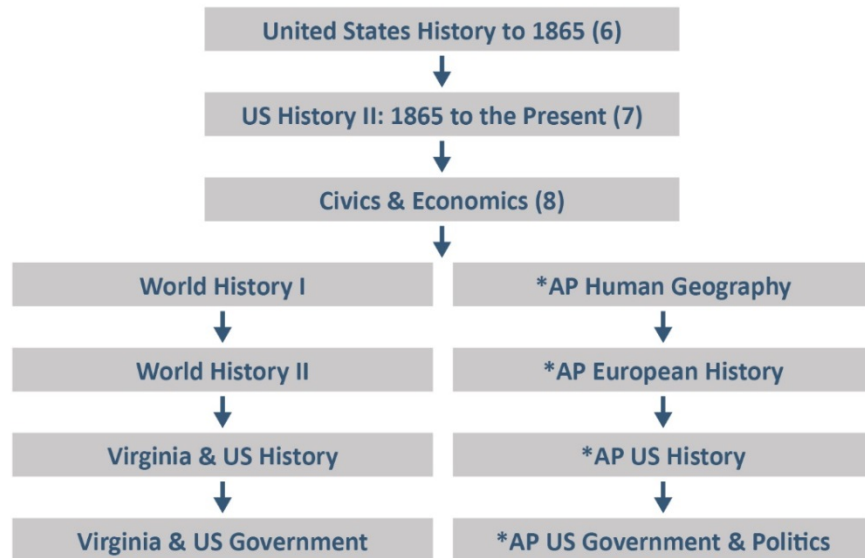 United States History to 1865 (6)
US History II: 1865 to the Present (7)
Civics & Economics (8)
World History I
*AP Human Geography
World History II
*AP European History
Virginia & US History
*AP US History
Virginia & US Government
*AP US Government & Politics